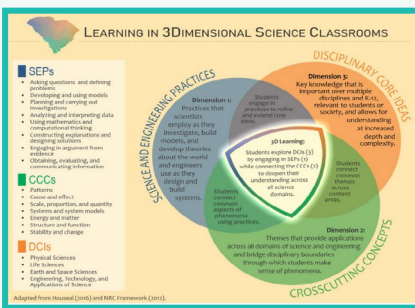 LEARNING IN 3DIMENSIONAL SCIENCE CLASSROOMS
SEPs
• Asking questions and defining
problems
• Developing and using models
• Planning and carrying out
investigations
• Analyzing and interpreting data
• Using mathematics and
computational thinking
• Constructing explanations and
designing solutions
• Engaging in argument from
evidence
• Obtaining, evaluating, and
communicating information
CCCs
• Patterns
• Cause and effect
• Scale, proportion, and quantity
• Systems and system models
• Energy and matter
• Structure and function
• Stability and change
DCIs
• Physical Sciences
• Life Sciences
• Earth and Space Sciences
• Engineering, Technology, and
Applications of Science
Adapted from Houseal (2016) and NRC Framework (2012).
SCIENCE AND ENGINEERING PRACTICES
Dimension 1:
Practices that
scientists
employ as they
investigate, build
models, and
develop theories
about the world
and engineers
use as they
design and
build
systems.
Students
engage in
practices to refine
and extend core
ideas.
DISCIPLINARY CORE IDEAS
Dimension 3:
Key knowledge that is
important over multiple
disciplines and K-12,
relevant to students or
society, and allows for
understanding
at increased
depth and
complexity.
3D Learning:
Students explore DCIs (3)
by engaging in SEPs (1)
while connecting the CCCs (2)
to deepen their
understanding across
all science
domains.
Students
connect
common
aspects of
phenomena
using practices.
Students
connect
common
themes
across
content
areas.
Dimension 2:
Themes that provide applications
across all domains of science and engineering,
and bridge disciplinary boundaries
through which students make
sense of phenomena.
CROSSCUTTING CONCEPTS